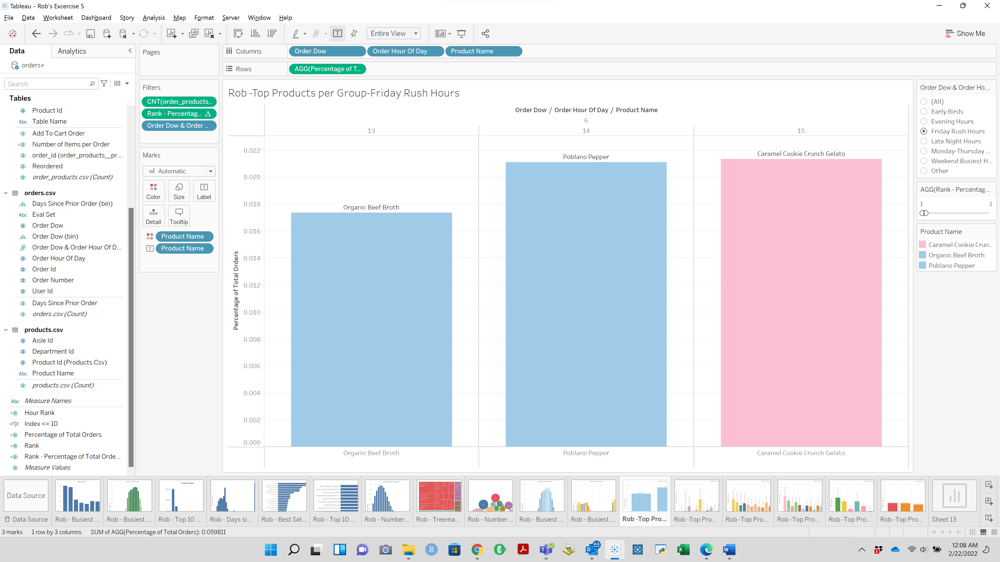 Tableau - Rob's Excercise 5
File Data Worksheet Dashboard Story Analysis Map Format Server Window Help
Entire View
Show Me
Data Analytics
orders+
Search
Tables
Product Id
Abc Table Name
Add To Cart Order
Number of Items per Order
order_id (order_products__pr...
Reordered
order_products.csv (Count)
orders.csv
Days Since Prior Order (bin)
Abc Eval Set
Order Dow
Order Dow (bin)
Order Dow & Order Hour Of D...
Order Hour Of Day
Order Id
Order Number
User Id
Days Since Prior Order
orders.csv (Count)
products.csv
Aisle Id
Department Id
Product Id (Products.Csv)
Abc Product Name
products.csv (Count)
Abc Measure Names
Hour Rank
=T|F Index <= 10
Percentage of Total Orders
Rank
Rank - Percentage of Total Orde...
Measure Values
Pages
Filters
CNT(order_products..
Rank - Percentag.. Δ
Order Dow & Order ..
Marks
Automatic
Color Size Label
Detail Tooltip
Product Name
Product Name
Columns Order Dow Order Hour Of Day Product Name
Rows AGG(Percentage of T..
Rob -Top Products per Group-Friday Rush Hours
Order Dow / Order Hour Of Day / Product Name
6
13 14 15
0.022
0.020
0.018
0.016
0.014
0.012
0.010
0.008
0.006
0.004
0.002
0.000
Percentage of Total Orders
Organic Beef Broth
Poblano Pepper
Caramel Cookie Crunch Gelato
Organic Beef Broth Poblano Pepper Caramel Cookie Crunch Gelato
Order Dow & Order Ho...
(All)
Early Birds
Evening Hours
Friday Rush Hours
Late Night Hours
Monday-Thursday ...
Weekend Busiest H...
Other
AGG(Rank - Percentag...
1 1
Product Name
Caramel Cookie Crun..
Organic Beef Broth
Poblano Pepper
Data Source
Data Source Rob - Busiest ... Rob - Busiest ... Rob - Top 10 ... Rob - Days si... Rob - Best Sel... Rob - Top 10 ... Rob - Number... Rob - Treema... Rob - Number... Rob - Busiest ... Rob - Busiest ... Rob -Top Pro... Rob -Top Pro... Rob -Top Pro... Rob -Top Pro... Rob -Top Pro... Rob -Top Pro... Sheet 13
3 marks 1 row by 3 columns SUM of AGG(Percentage of Total Orders): 0.059811
12:08 AM
2/22/2022